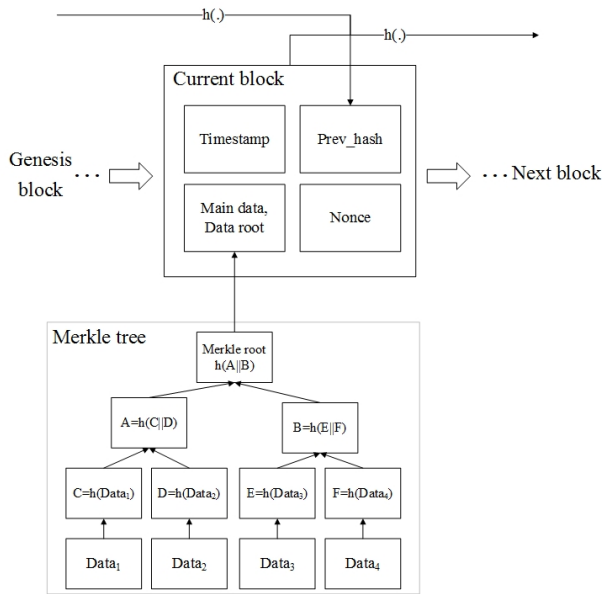 h(.)
h(.)
Current block
Timestamp
Prev_hash
Genesis
block
...
... Next block
Main data,
Data root
Nonce
Merkle tree
Merkle root
h(A||B)
A=h(C||D)
B=h(E||F)
C=h(Data₁)
D=h(Data₂)
E=h(Data₃)
F=h(Data₄)
Data₁
Data₂
Data₃
Data₄